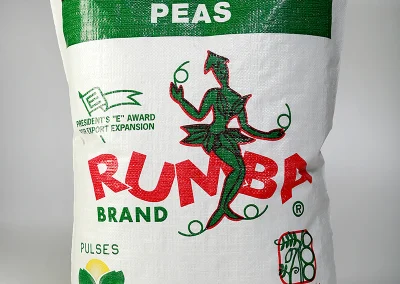 PEAS
E
PRESIDENT'S "E" AWARD
FOR EXPORT EXPANSION
RUMBA
BRAND ®
PULSES